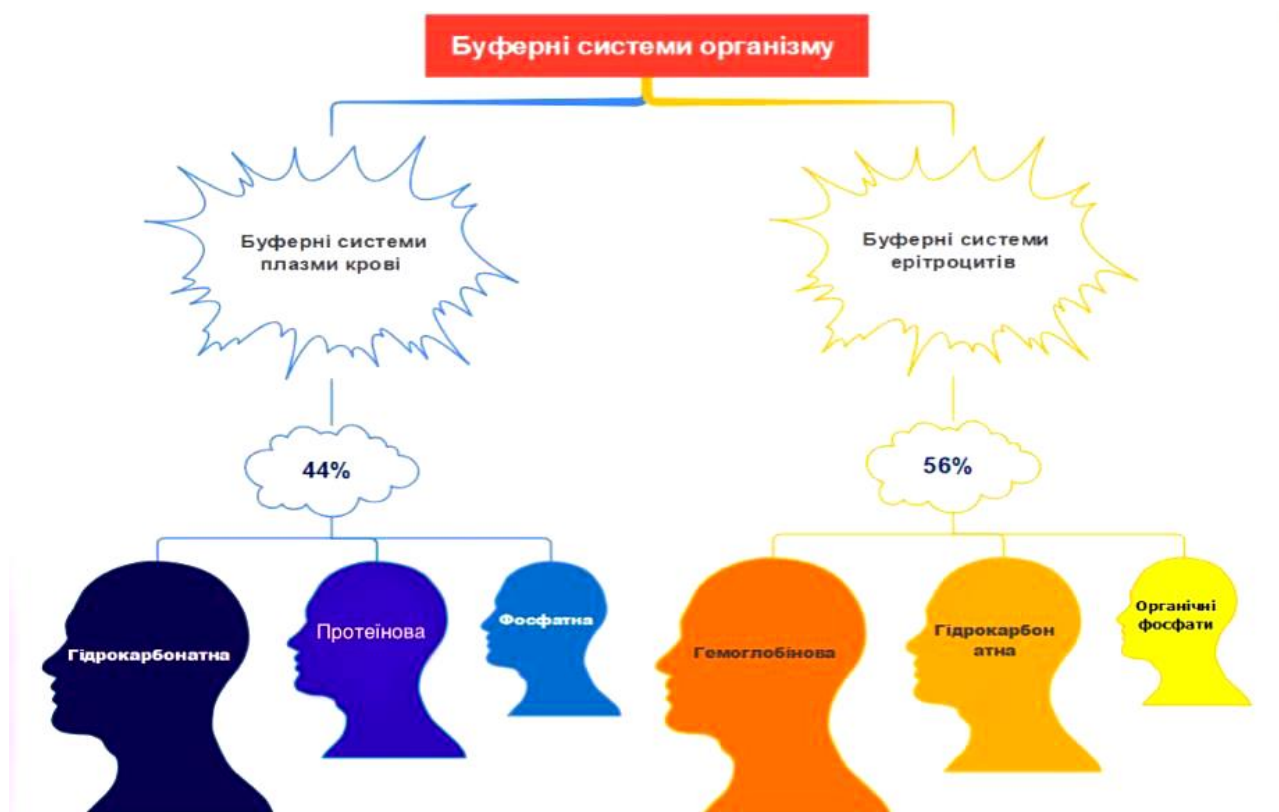 Буферні системи організму
Буферні системи
плазми крові
Буферні системи
ерітроцитів
44%
56%
Гідрокарбонатна
Протеїнова
Фосфатна
Гемоглобінова
Гідрокарбон
атна
Органічні
фосфати